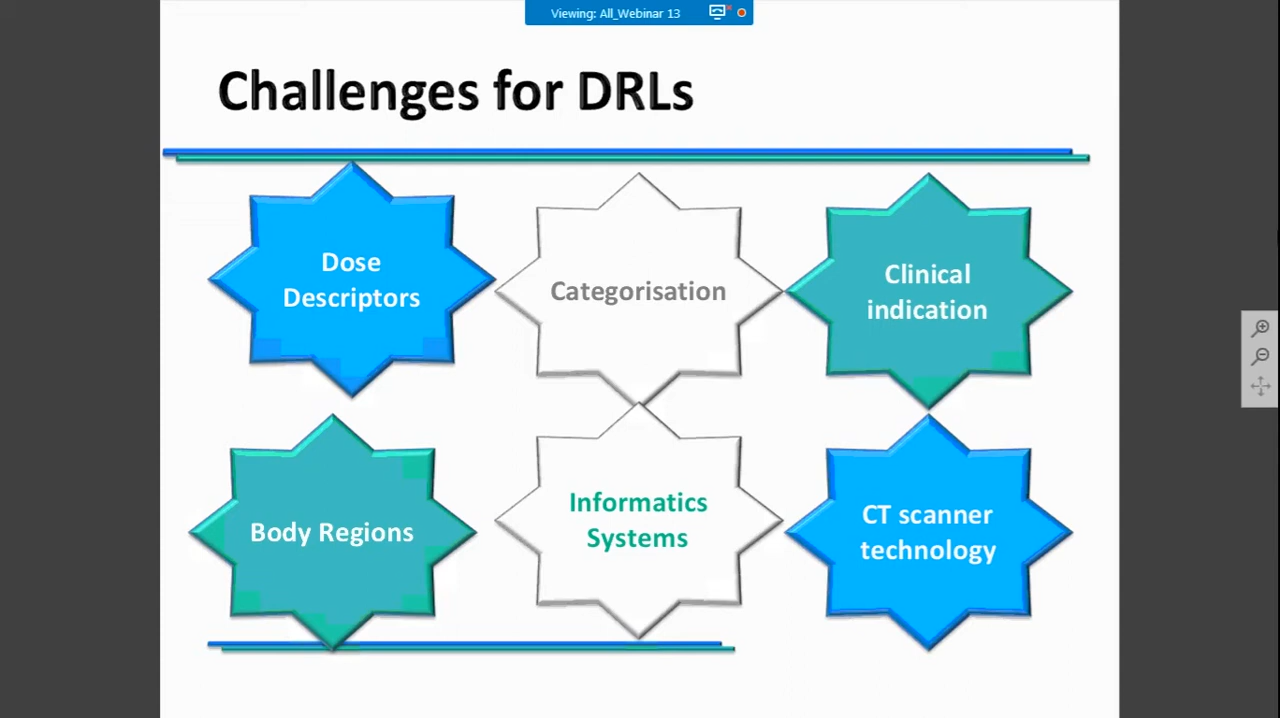 Viewing: All_Webinar 13
Challenges for DRLs
Dose
Descriptors
Categorisation
Clinical
indication
Body Regions
Informatics
Systems
CT scanner
technology